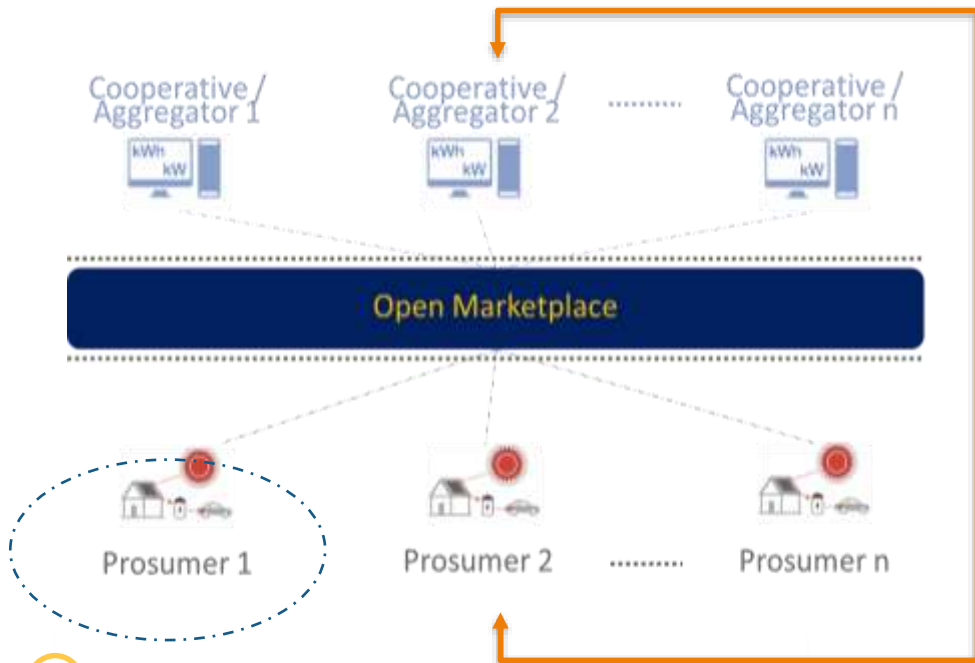 Cooperative /
Aggregator 1
Cooperative /
Aggregator 2
Cooperative /
Aggregator n
kWh
kW
kWh
kW
kWh
kW
Open Marketplace
Prosumer 1
Prosumer 2
Prosumer n